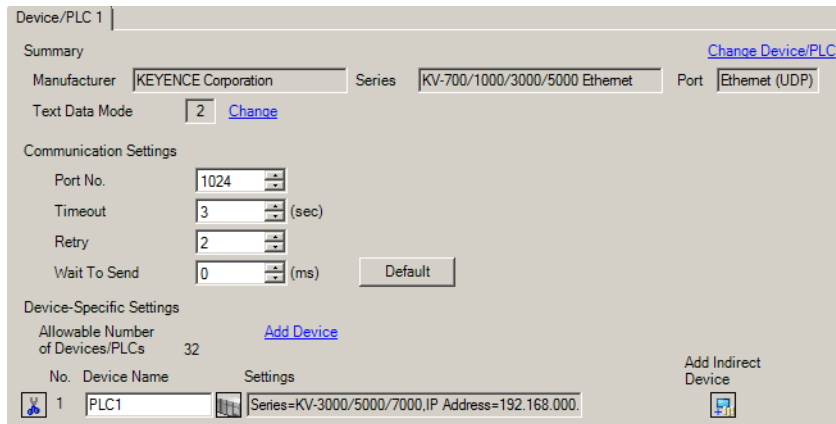 Device/PLC 1
Summary
Change Device/PLC
Manufacturer KEYENCE Corporation Series KV-700/1000/3000/5000 Ethernet Port Ethernet (UDP)
Text Data Mode 2 Change
Communication Settings
Port No. 1024
Timeout 3 (sec)
Retry 2
Wait To Send 0 (ms) Default
Device-Specific Settings
Allowable Number of Devices/PLCs 32 Add Device
Add Indirect Device
No. Device Name Settings
1 PLC1 Series=KV-3000/5000/7000,IP Address=192.168.000.